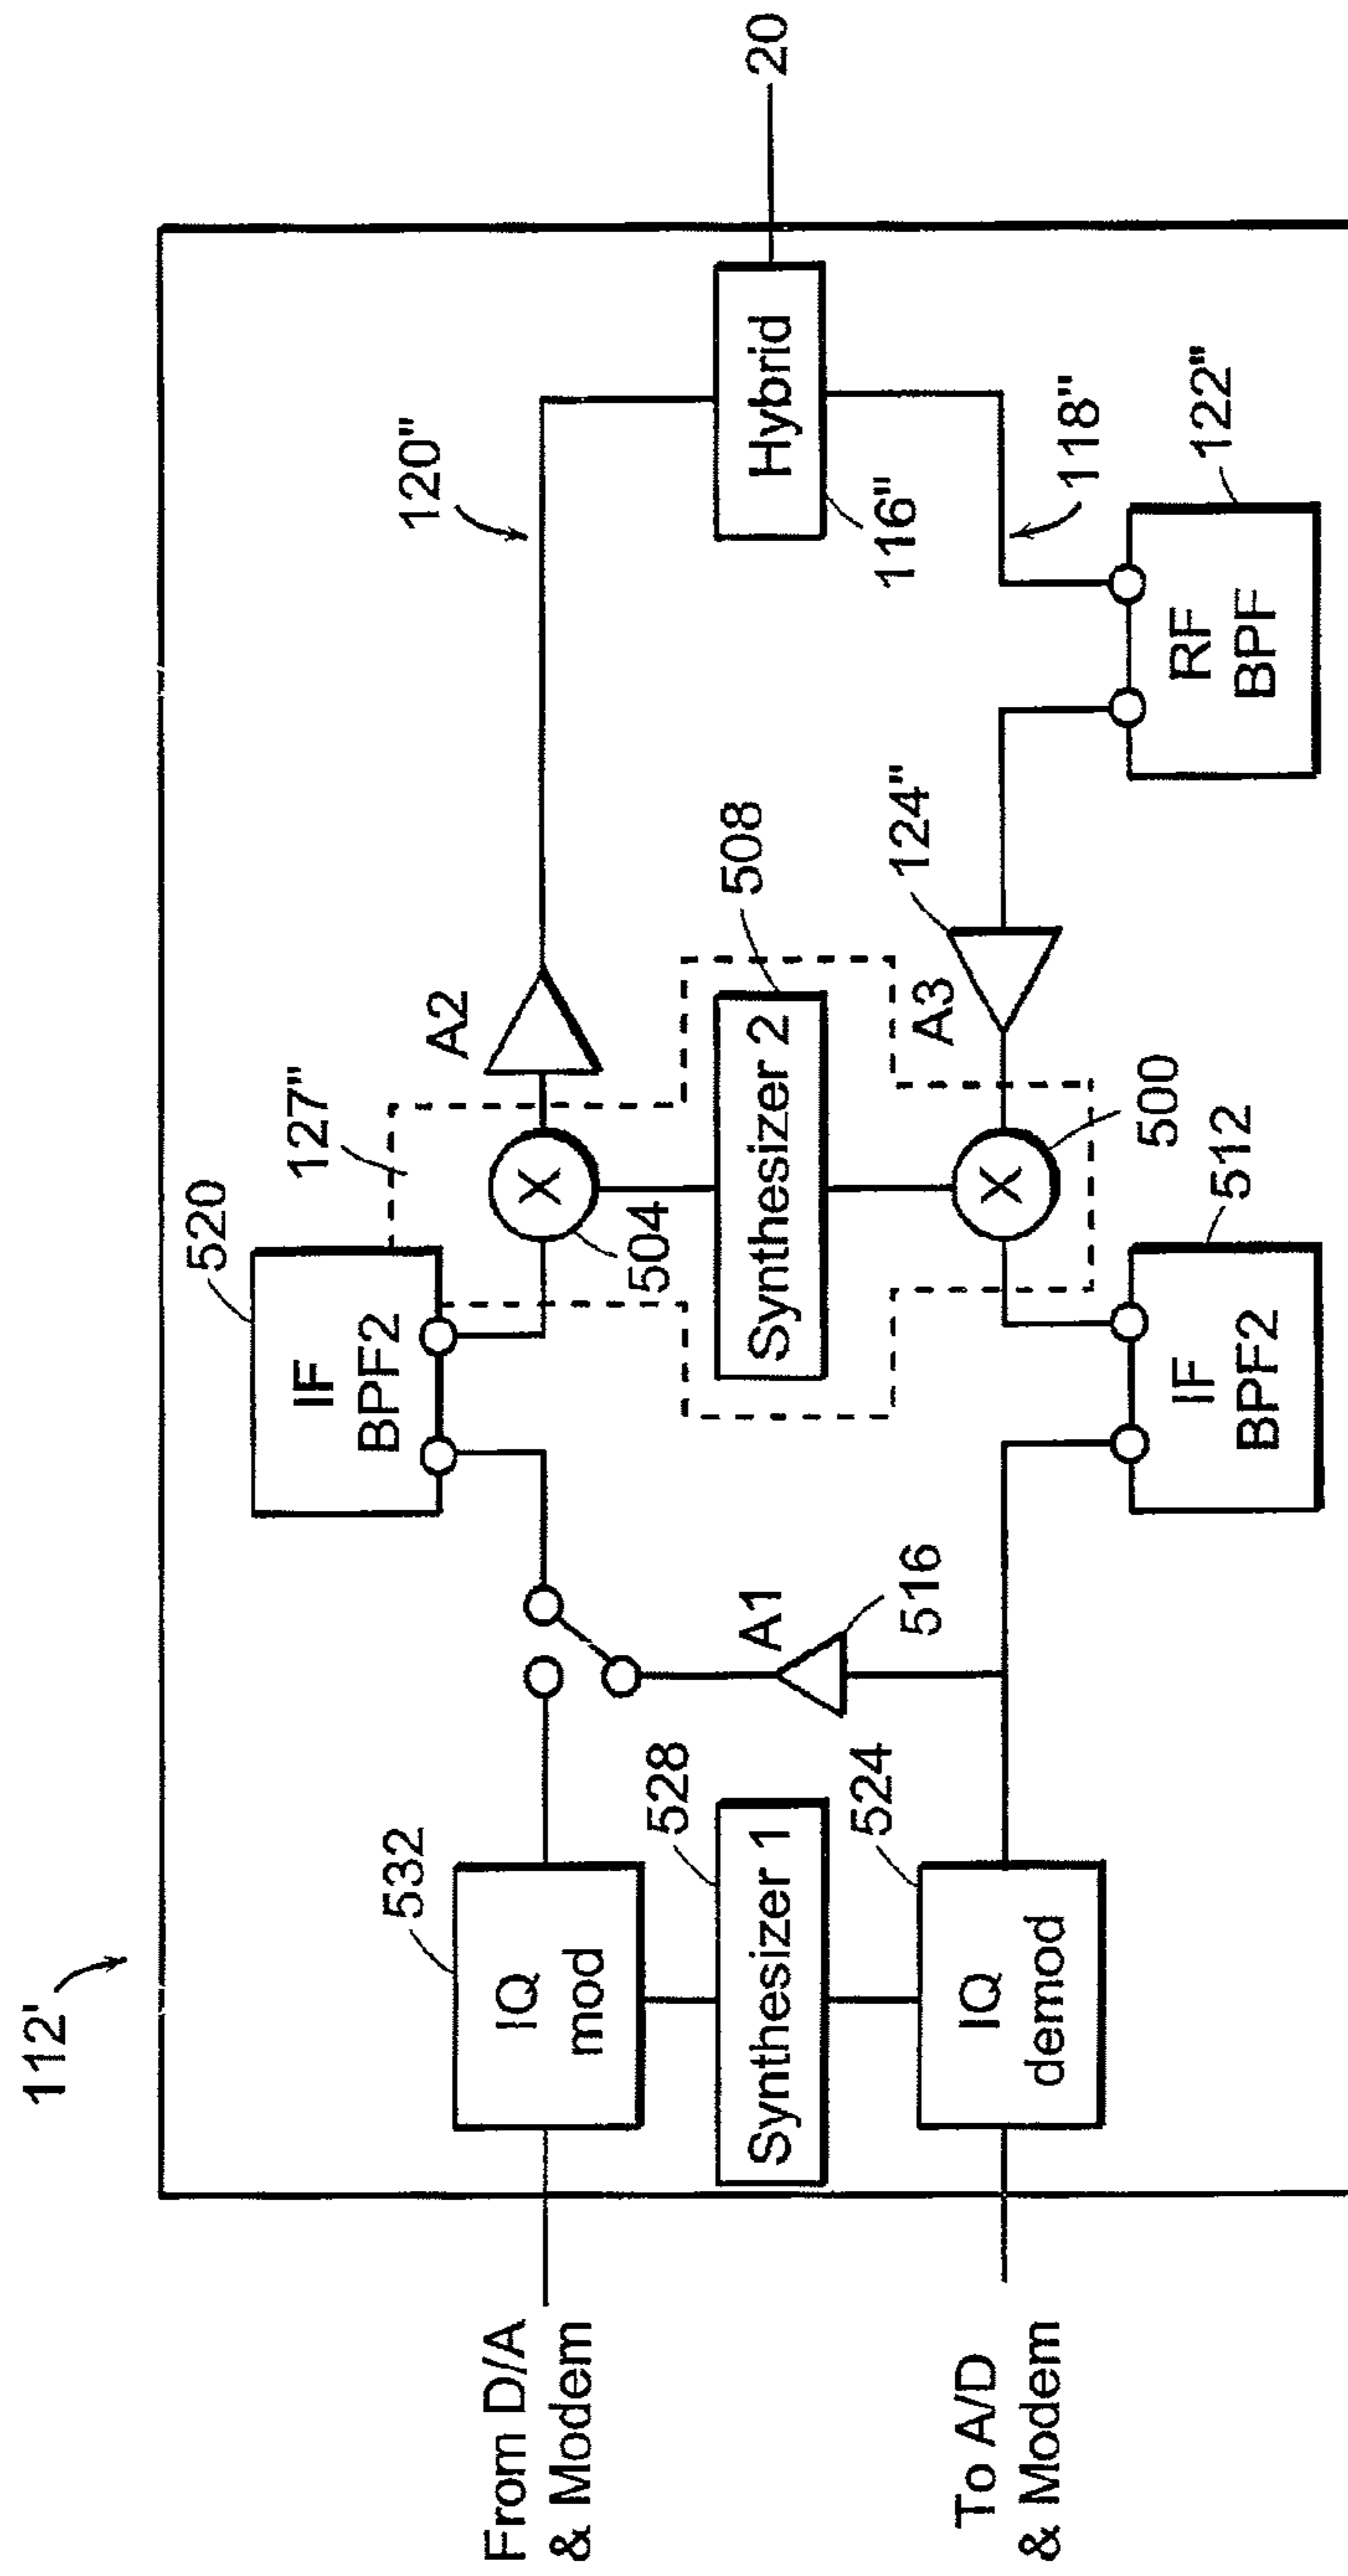 112'
20
120"
Hybrid
116"
118"
RF
BPF
122"
A2
127"
Synthesizer 2
508
A3
124"
520
IF
BPF2
504
500
IF
BPF2
512
A1
516
532
IQ
mod
528
Synthesizer 1
524
IQ
demod
From D/A
& Modem
To A/D
& Modem
X
X